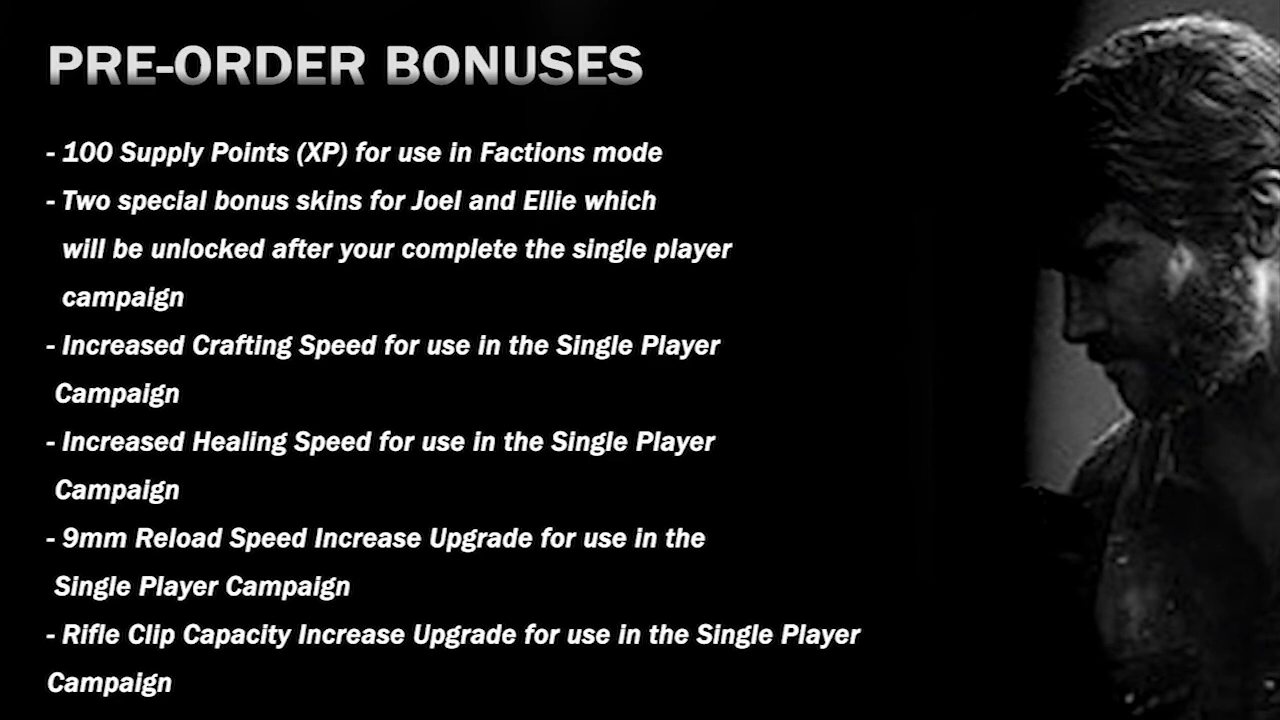 PRE-ORDER BONUSES
- 100 Supply Points (XP) for use in Factions mode
- Two special bonus skins for Joel and Ellie which
will be unlocked after your complete the single player
campaign
- Increased Crafting Speed for use in the Single Player
Campaign
- Increased Healing Speed for use in the Single Player
Campaign
- 9mm Reload Speed Increase Upgrade for use in the
Single Player Campaign
- Rifle Clip Capacity Increase Upgrade for use in the Single Player
Campaign